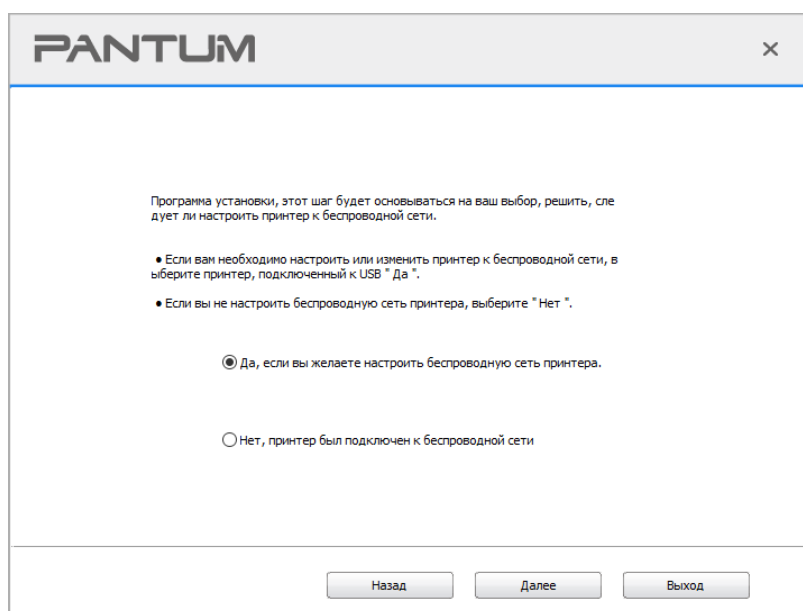 PANTUM
Программа установки, этот шаг будет основываться на ваш выбор, решить, сле
дует ли настроить принтер к беспроводной сети.
● Если вам необходимо настроить или изменить принтер к беспроводной сети, в
ыберите принтер, подключенный к USB " Да ".
● Если вы не настроить беспроводную сеть принтера, выберите " Нет ".
Да, если вы желаете настроить беспроводную сеть принтера.
Нет, принтер был подключен к беспроводной сети
Назад Далее Выход